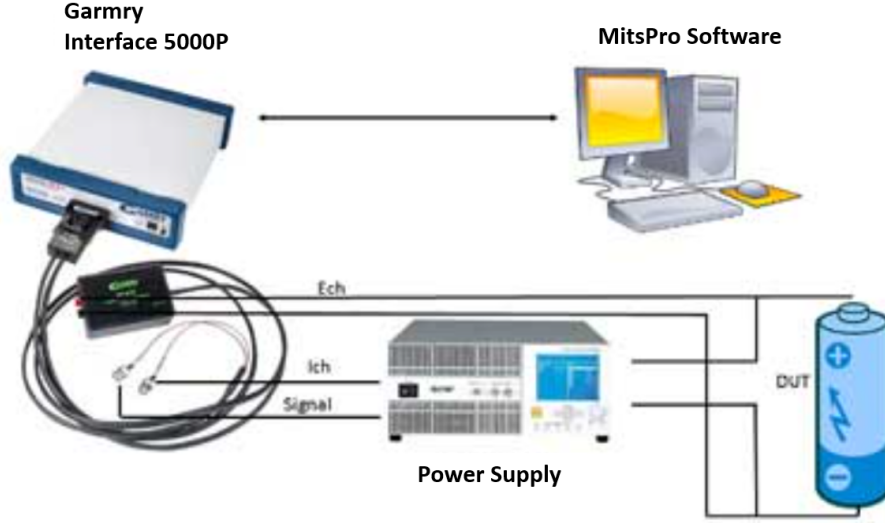 Garmry
Interface 5000P
MitsPro Software
Ech
Ich
Signal
DUT
Power Supply